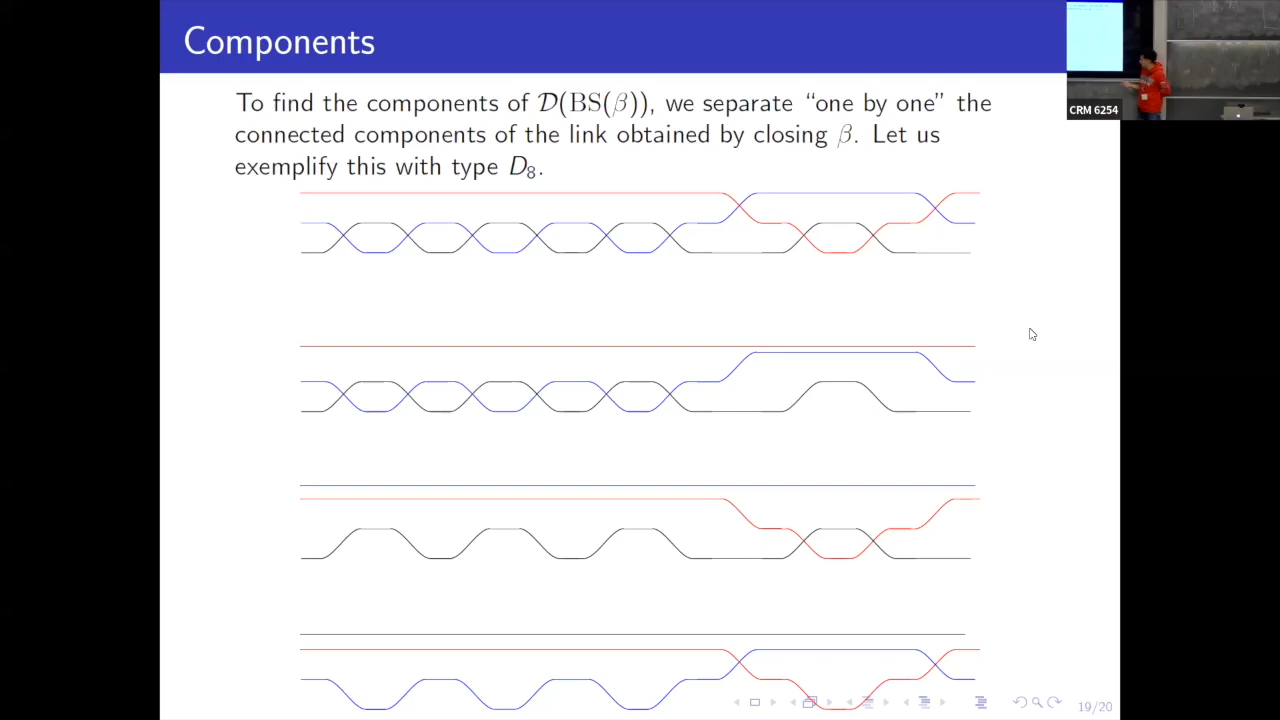 Components
To find the components of 𝒟(BS(β)), we separate “one by one” the
connected components of the link obtained by closing β. Let us
exemplify this with type D₈.
CRM 6254
19/20